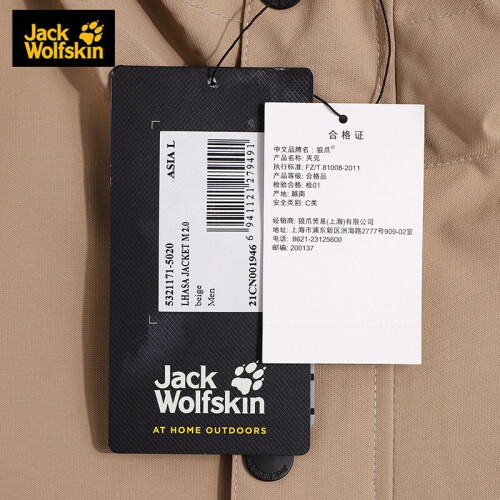 Jack
Wolfskin
合格证
中文品牌名：狼爪®
产品名称：夹克
执行标准：FZ/T 81008-2011
产品等级：合格品
检验合格：检01
产地：越南
安全类别：C类
经销商：狼爪贸易(上海)有限公司
地址：上海市浦东新区洲海路2777号909-02室
电话：8621-23125600
邮编：200137
ASIA L
6 941121 279491
5321171-5020
LHASA JACKET M 2.0
beige
Men
21CN001946
Jack
Wolfskin
AT HOME OUTDOORS